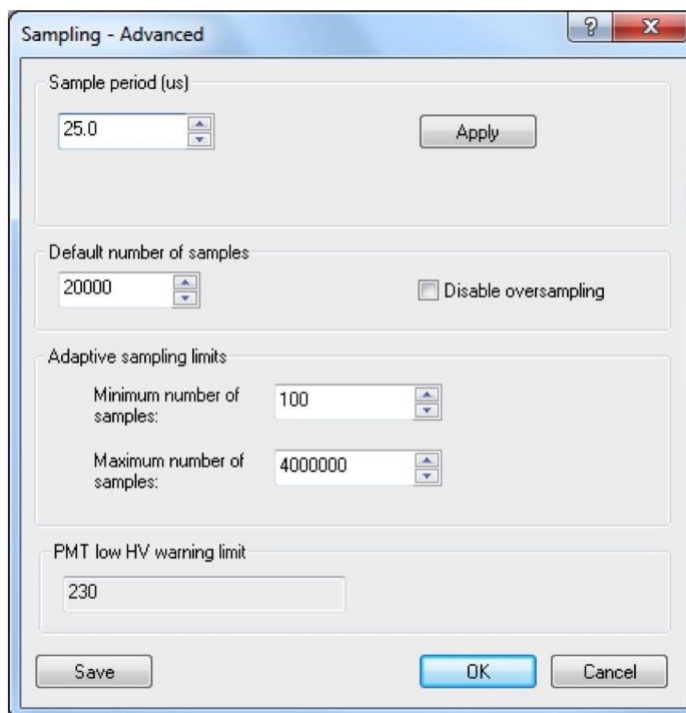 Sampling - Advanced
Sample period (us)
25.0
Apply
Default number of samples
20000
Disable oversampling
Adaptive sampling limits
Minimum number of
samples:
100
Maximum number of
samples:
4000000
PMT low HV warning limit
230
Save
OK
Cancel